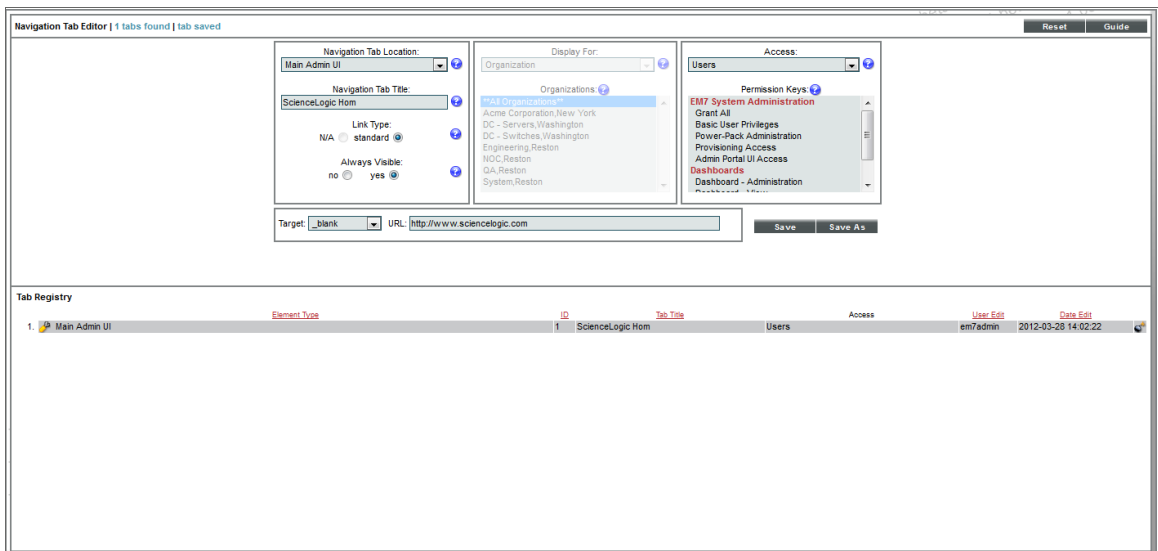 Navigation Tab Editor | 1 tabs found | tab saved
Reset Guide
Navigation Tab Location:
Main Admin UI
Navigation Tab Title:
ScienceLogic Hom
Link Type:
N/A standard
Always Visible:
no yes
Display For:
Organization
Organizations:
**All Organizations**
Acme Corporation,New York
DC - Servers,Washington
DC - Switches,Washington
Engineering,Reston
NOC,Reston
QA,Reston
System,Reston
Access:
Users
Permission Keys:
EM7 System Administration
Grant All
Basic User Privileges
Power-Pack Administration
Provisioning Access
Admin Portal UI Access
Dashboards
Dashboard - Administration
Target: _blank URL: http://www.sciencelogic.com
Save Save As
Tab Registry
Element Type ID Tab Title Access User Edit Date Edit
1. Main Admin UI 1 ScienceLogic Hom Users em7admin 2012-03-28 14:02:22